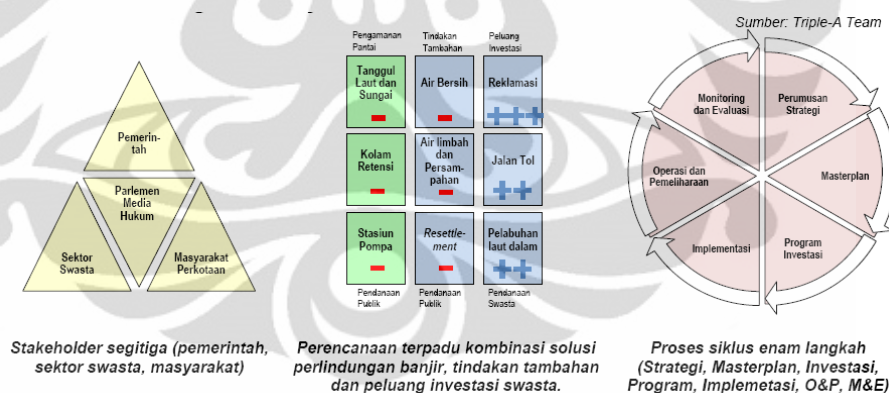 Sumber: Triple-A Team
Pemerin-
tah
Parlemen
Media
Hukum
Sektor
Swasta
Masyarakat
Perkotaan
Pengamanan
Pantai
Tindakan
Tambahan
Peluang
Investasi
Tanggul
Laut dan
Sungai
Air Bersih
Reklamasi
+++
Kolam
Retensi
Air limbah
dan
Persam-
pahan
Jalan Tol
++
Stasiun
Pompa
Resettle-
ment
Pelabuhan
laut dalam
++
Pendanaan
Publik
Pendanaan
Publik
Pendanaan
Swasta
Monitoring
dan Evaluasi
Perumusan
Strategi
Operasi dan
Pemeliharaan
Masterplan
Implementasi
Program
Investasi
Stakeholder segitiga (pemerintah,
sektor swasta, masyarakat)
Perencanaan terpadu kombinasi solusi
perlindungan banjir, tindakan tambahan
dan peluang investasi swasta.
Proses siklus enam langkah
(Strategi, Masterplan, Investasi,
Program, Implemetasi, O&P, M&E)